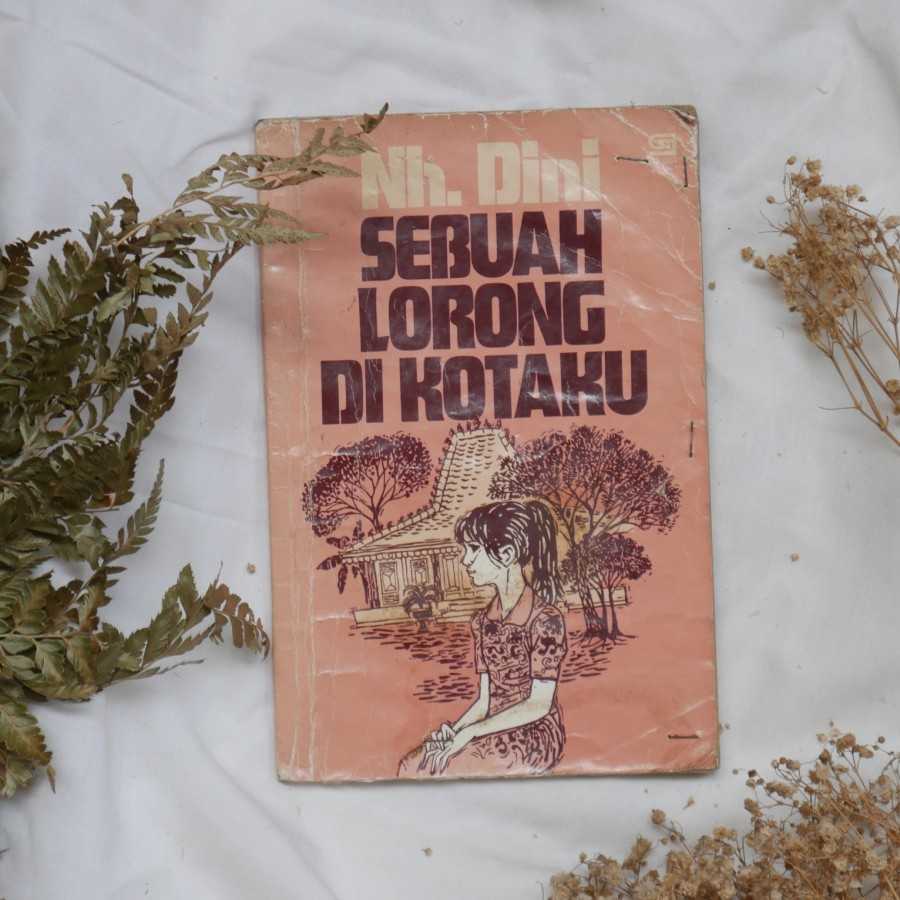 Nh. Dini
SEBUAH
LORONG
DI KOTAKU